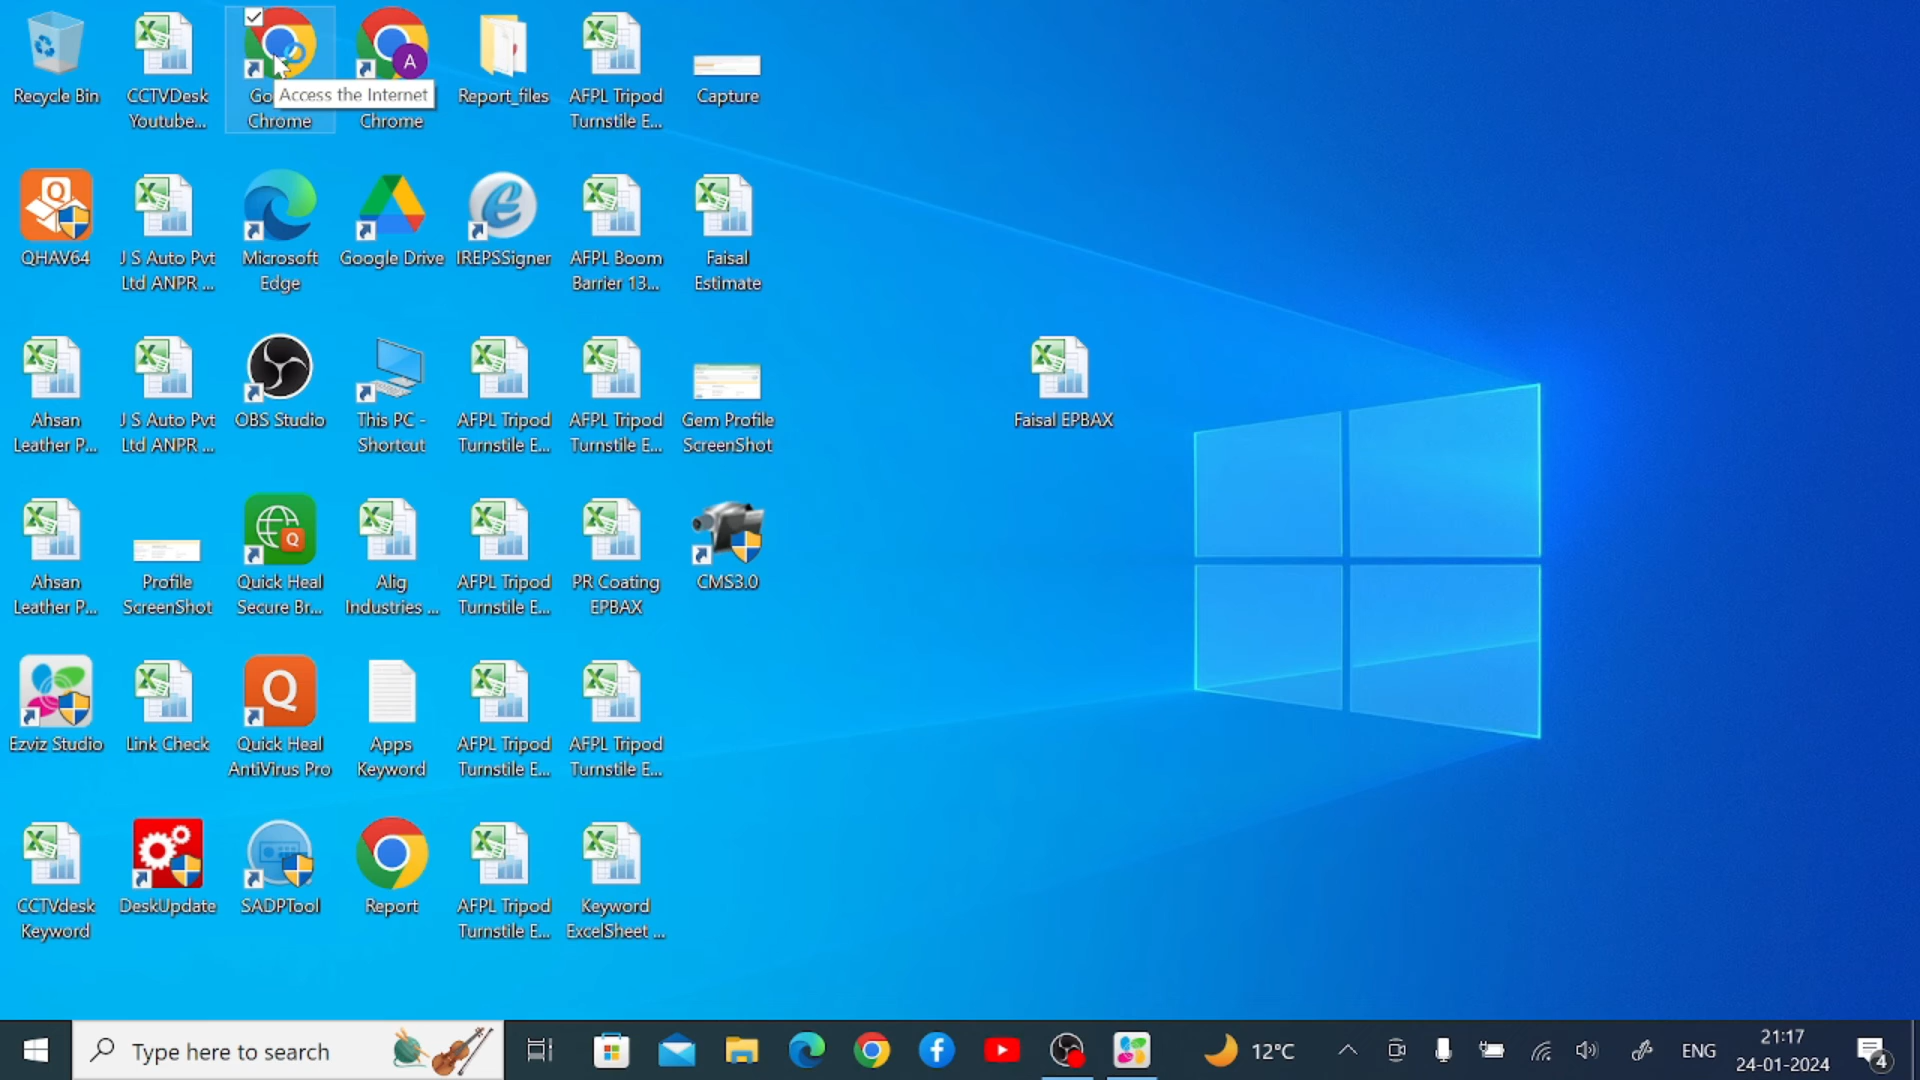 Recycle Bin
CCTVDesk
Youtube...
Chrome
Access the Internet
A
Chrome
Report_files
AFPL Tripod
Turnstile E...
Capture
QHAV64
J S Auto Pvt
Ltd ANPR ...
Microsoft
Edge
Google Drive
IREPSSigner
AFPL Boom
Barrier 13...
Faisal
Estimate
Ahsan
Leather P...
J S Auto Pvt
Ltd ANPR ...
OBS Studio
This PC -
Shortcut
AFPL Tripod
Turnstile E...
AFPL Tripod
Turnstile E...
Gem Profile
ScreenShot
Faisal EPBAX
Ahsan
Leather P...
Profile
ScreenShot
Quick Heal
Secure Br...
Alig
Industries ...
AFPL Tripod
Turnstile E...
PR Coating
EPBAX
CMS3.0
Ezviz Studio
Link Check
Quick Heal
AntiVirus Pro
Apps
Keyword
AFPL Tripod
Turnstile E...
AFPL Tripod
Turnstile E...
CCTVdesk
Keyword
DeskUpdate
SADPTool
Report
AFPL Tripod
Turnstile E...
Keyword
ExcelSheet ...
Type here to search
12°C
ENG
21:17
24-01-2024
4